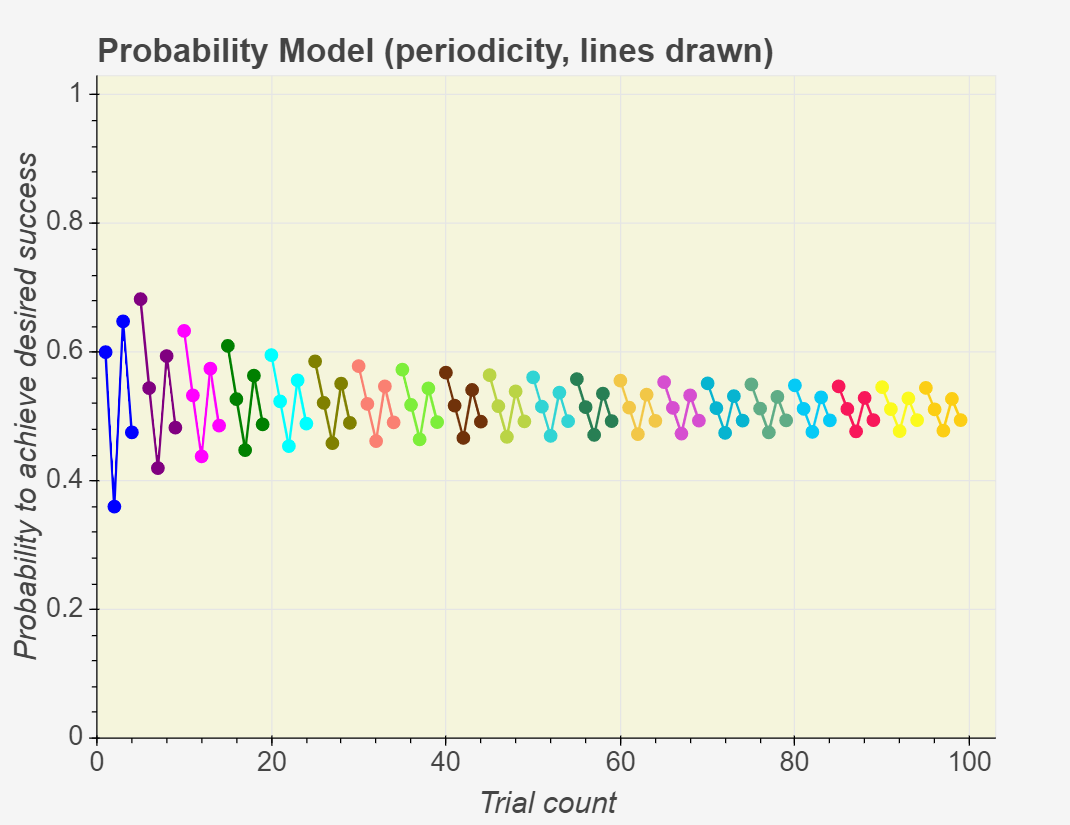 Probability Model (periodicity, lines drawn)
Probability to achieve desired success
1
0.8
0.6
0.4
0.2
0
0 20 40 60 80 100
Trial count